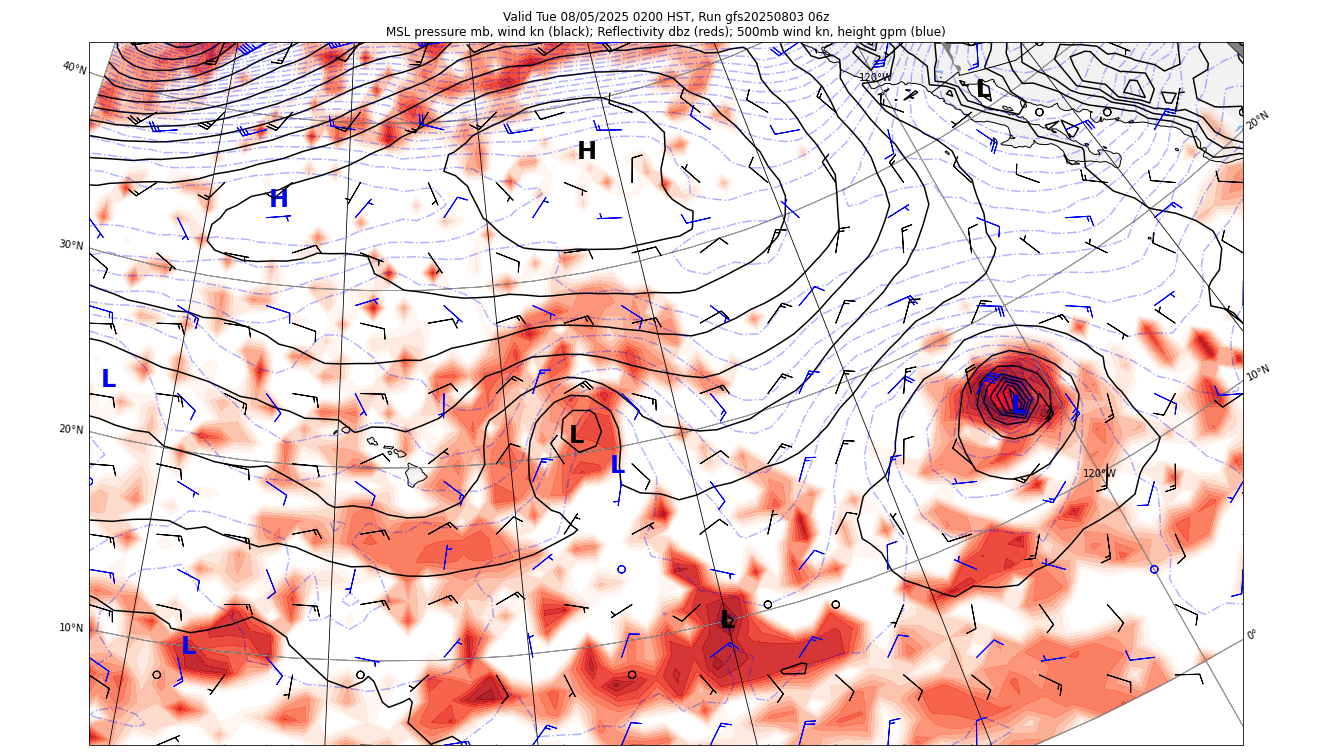 Valid Tue 08/05/2025 0200 HST, Run gfs20250803 06z
MSL pressure mb, wind kn (black); Reflectivity dbz (reds); 500mb wind kn, height gpm (blue)
40°N
120°W
L
20°N
H
H
30°N
L
10°N
L
20°N
L
L
120°W
10°N
L
0°
L